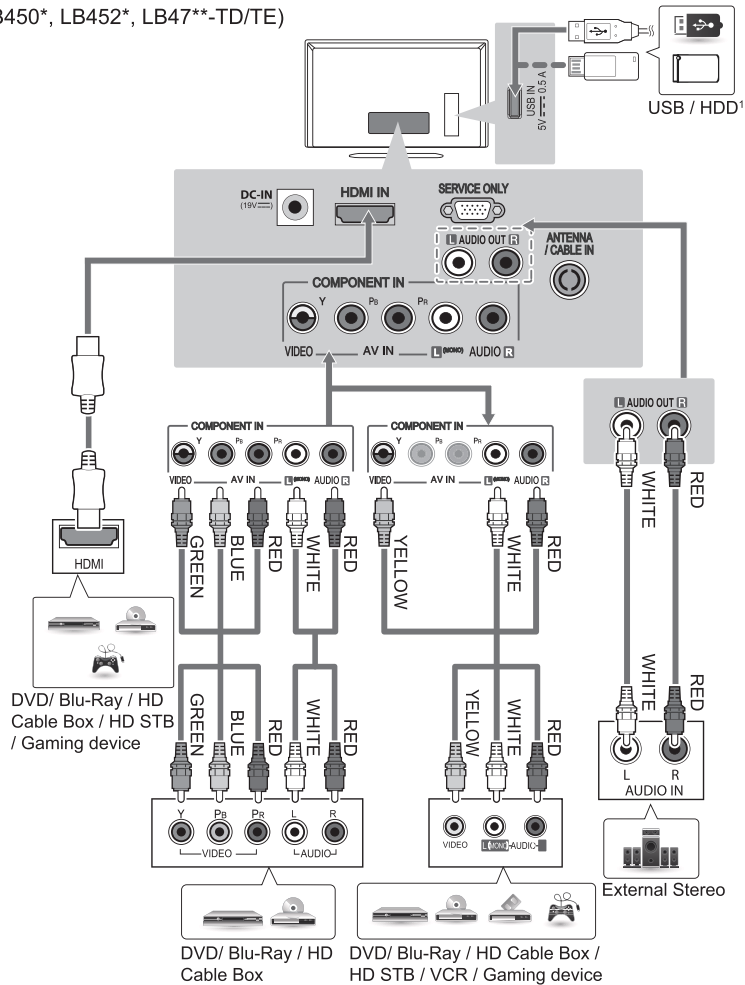 B450*, LB452*, LB47**-TD/TE)
USB IN
5V 0.5 A
USB / HDD¹
DC-IN
(19V)
HDMI IN
SERVICE ONLY
L AUDIO OUT R
ANTENNA
/ CABLE IN
COMPONENT IN
Y PB PR
VIDEO AV IN L(MONO) AUDIO R
COMPONENT IN
Y PB PR
VIDEO AV IN L(MONO) AUDIO R
COMPONENT IN
Y PB PR
VIDEO AV IN L(MONO) AUDIO R
L AUDIO OUT R
GREEN
BLUE
RED
WHITE
RED
YELLOW
WHITE
RED
WHITE
RED
HDMI
DVD/ Blu-Ray / HD
Cable Box / HD STB
/ Gaming device
GREEN
BLUE
RED
WHITE
RED
YELLOW
WHITE
RED
WHITE
RED
Y PB PR L R
VIDEO AUDIO
VIDEO L(MONO) AUDIO
L R
AUDIO IN
External Stereo
DVD/ Blu-Ray / HD
Cable Box
DVD/ Blu-Ray / HD Cable Box /
HD STB / VCR / Gaming device